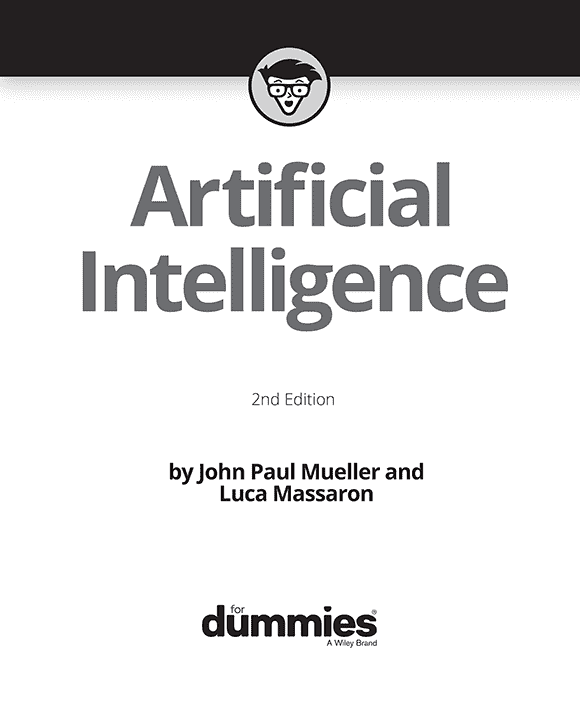 Artificial
Intelligence
2nd Edition
by John Paul Mueller and
Luca Massaron
for
dummies®
A Wiley Brand